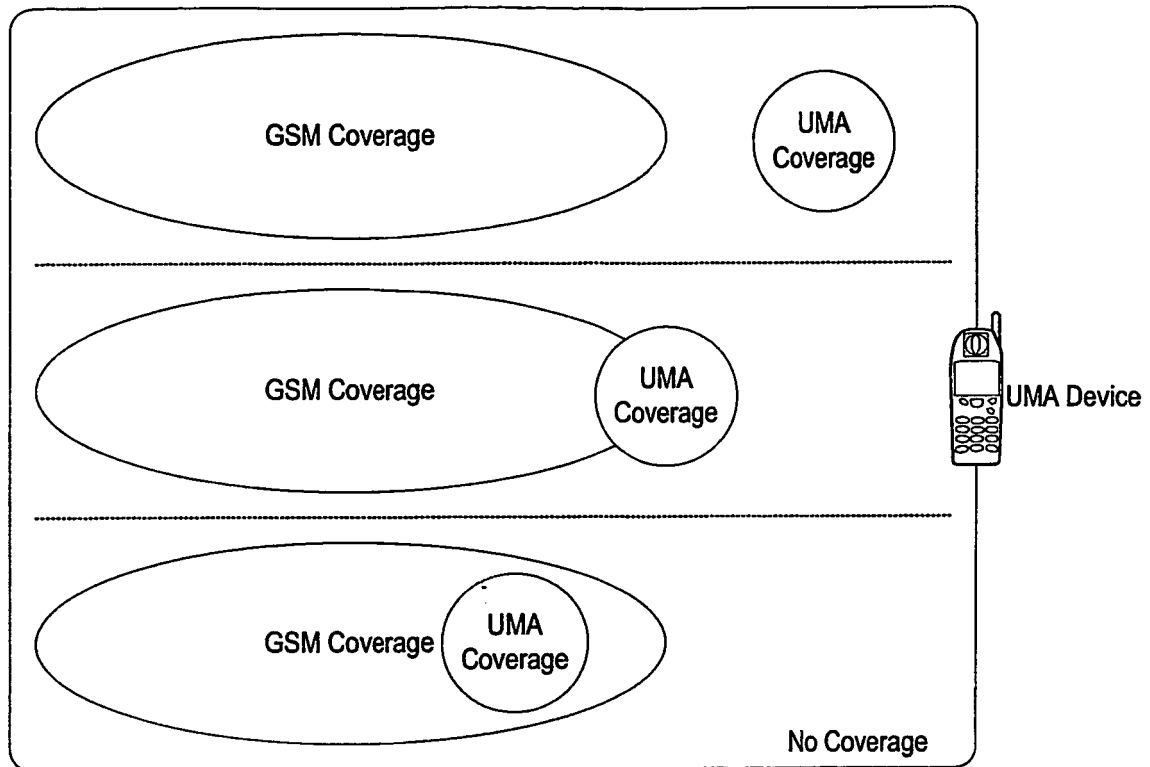 GSM Coverage
UMA
Coverage
GSM Coverage
UMA
Coverage
UMA Device
GSM Coverage
UMA
Coverage
No Coverage